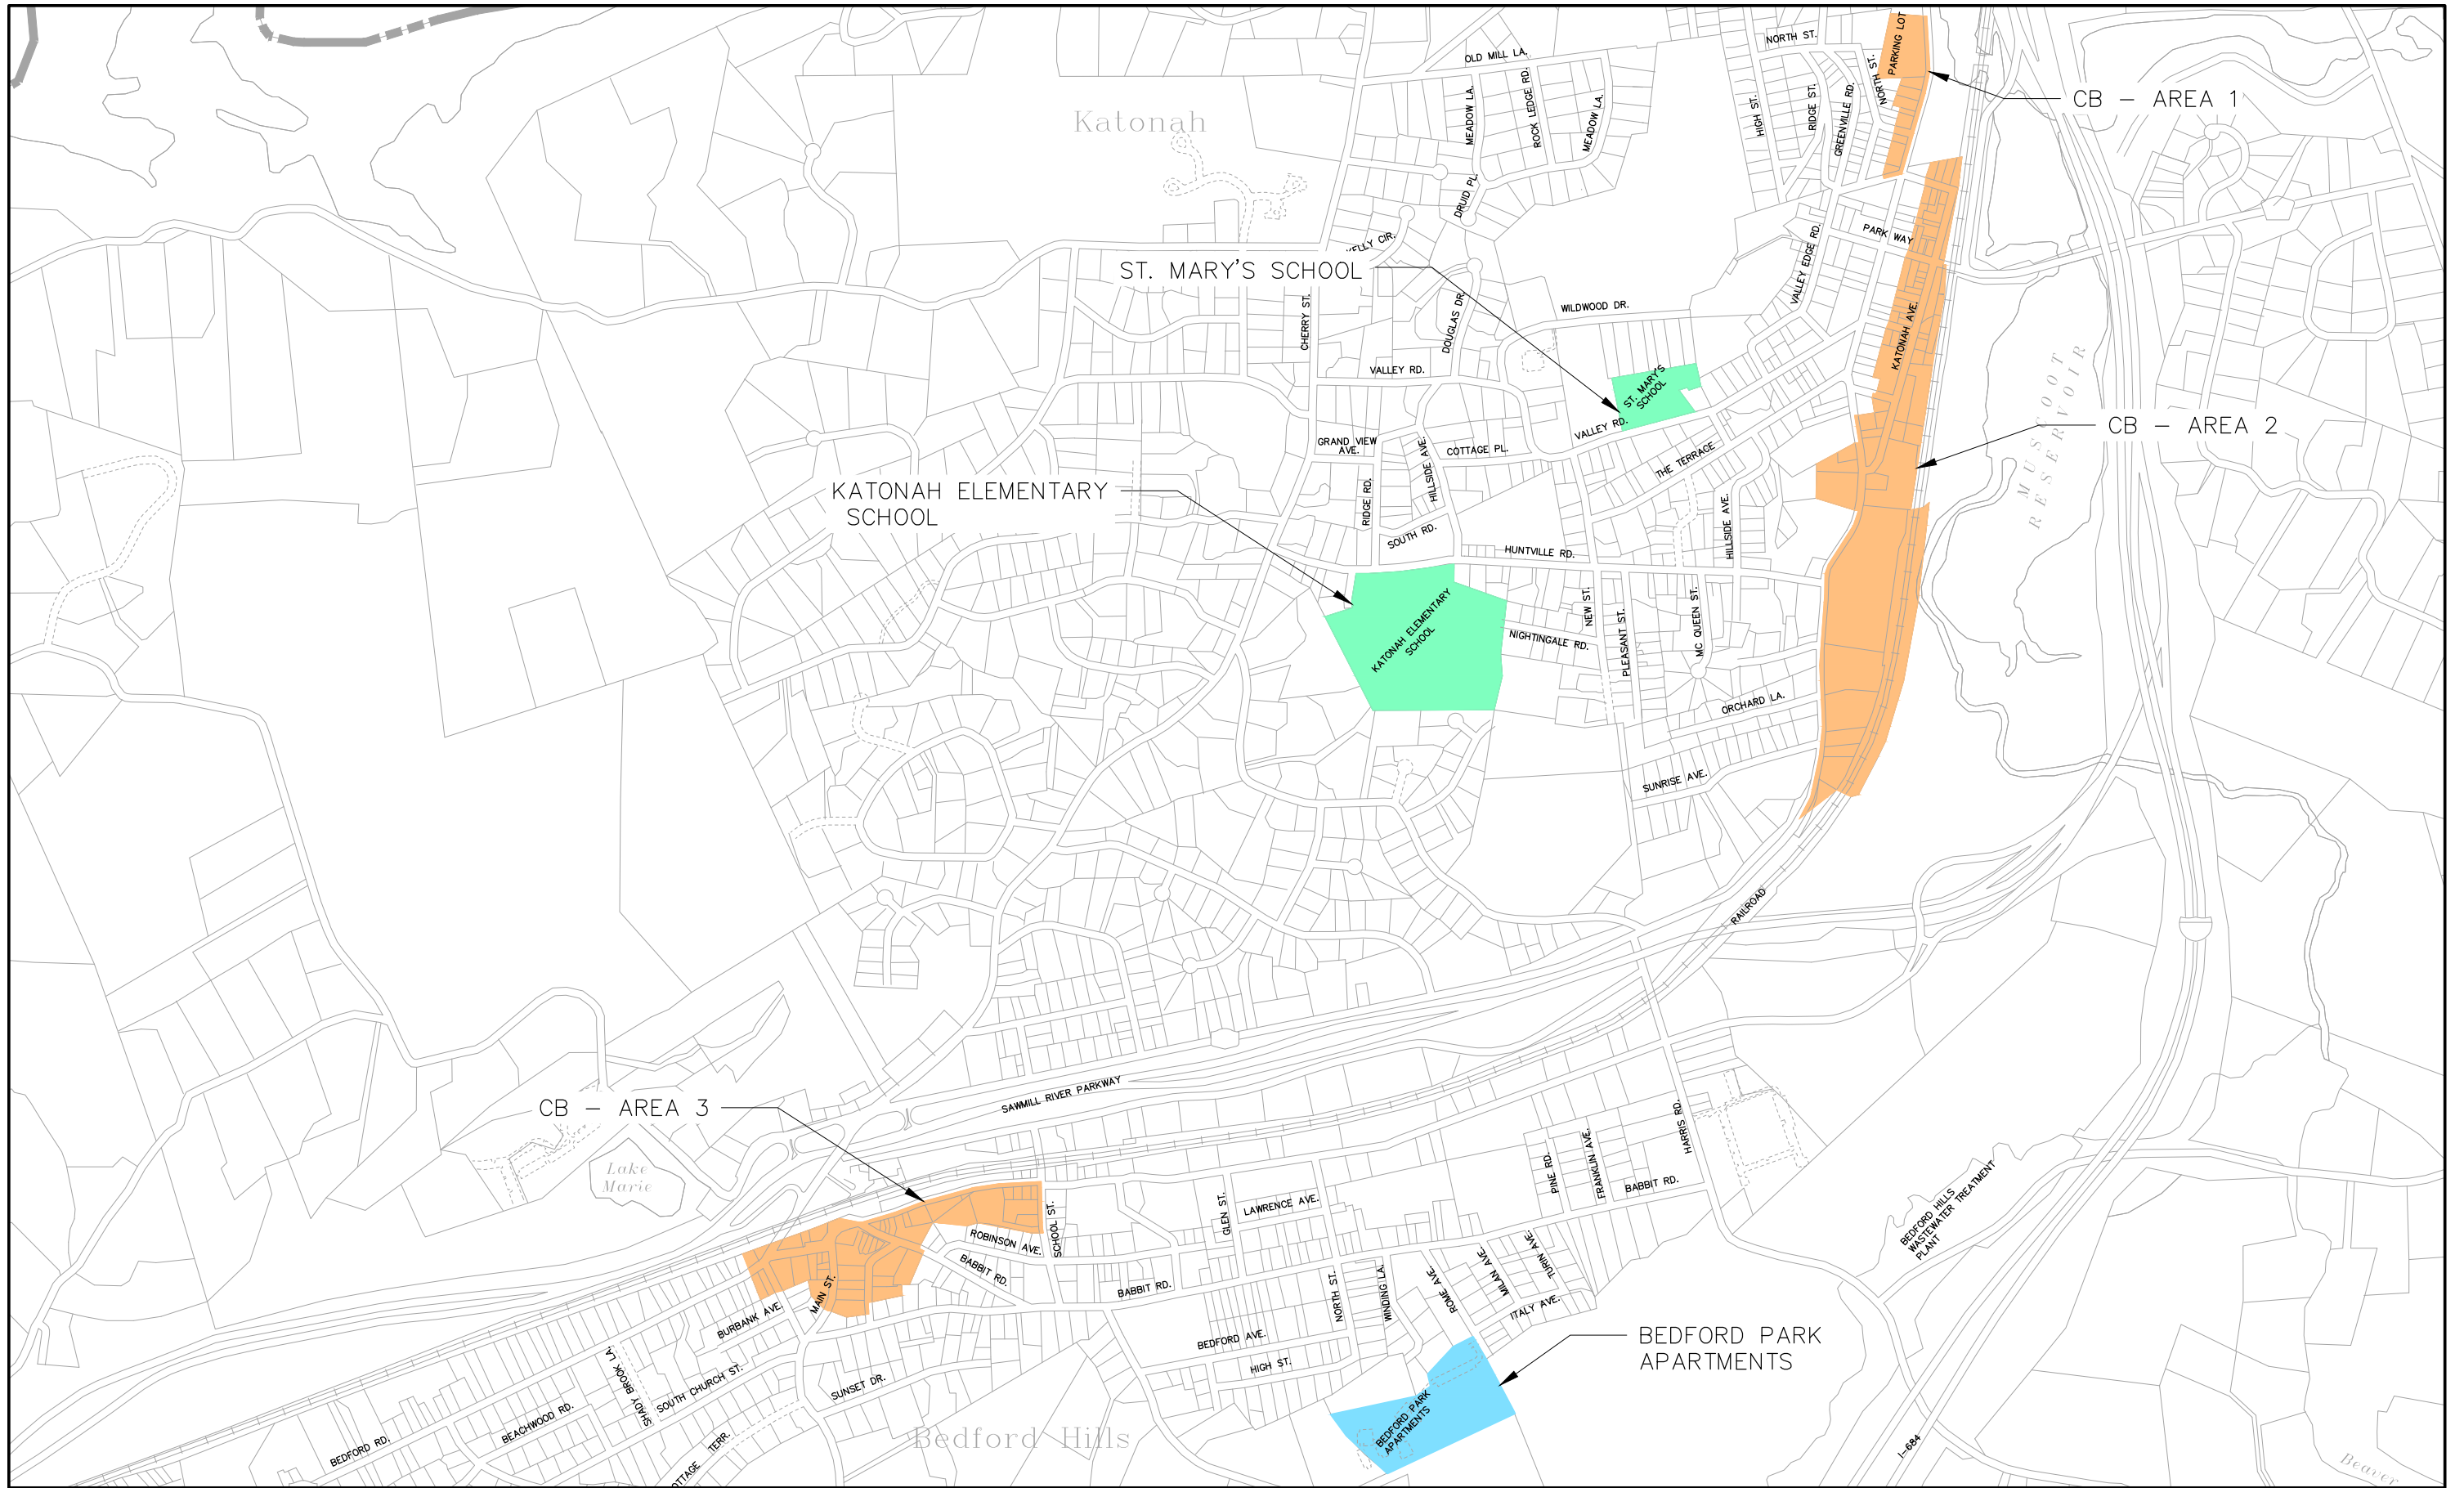 NORTH ST.
PARKING LOT
OLD MILL LA.
NORTH ST.
CB - AREA 1
Katonah
MEADOW LA.
ROCK LEDGE RD.
MEADOW LA.
HIGH ST.
RIDGE ST.
GREENVILLE RD.
DRUID PL.
KELLY CIR.
PARK WAY
VALLEY EDGE RD.
ST. MARY'S SCHOOL
CHERRY ST.
DOUGLAS DR.
WILDWOOD DR.
KATONAH AVE.
VALLEY RD.
ST. MARY'S
SCHOOL
MUSCOOT
RESERVOIR
CB - AREA 2
GRAND VIEW
AVE.
VALLEY RD.
COTTAGE PL.
THE TERRACE
HILLSIDE AVE.
KATONAH ELEMENTARY
SCHOOL
RIDGE RD.
HILLSIDE AVE.
SOUTH RD.
HUNTVILLE RD.
KATONAH ELEMENTARY
SCHOOL
NEW ST.
NIGHTINGALE RD.
PLEASANT ST.
MC QUEEN ST.
ORCHARD LA.
SUNRISE AVE.
RAILROAD
SAWMILL RIVER PARKWAY
CB - AREA 3
HARRIS RD.
Lake
Marie
PINE RD.
FRANKLIN AVE.
BABBIT RD.
GLEN ST.
LAWRENCE AVE.
SCHOOL ST.
ROBINSON AVE.
BABBIT RD.
BABBIT RD.
BEDFORD HILLS
WASTEWATER TREATMENT
PLANT
MAIN ST.
BURBANK AVE.
NORTH ST.
WINDING LA.
ROME AVE.
MILAN AVE.
TURIN AVE.
ITALY AVE.
BEDFORD AVE.
HIGH ST.
BEDFORD PARK
APARTMENTS
SHADY BROOK LA.
SOUTH CHURCH ST.
SUNSET DR.
BEACHWOOD RD.
BEDFORD RD.
OTTAGE TERR.
Bedford Hills
BEDFORD PARK
APARTMENTS
I-684
Beaver